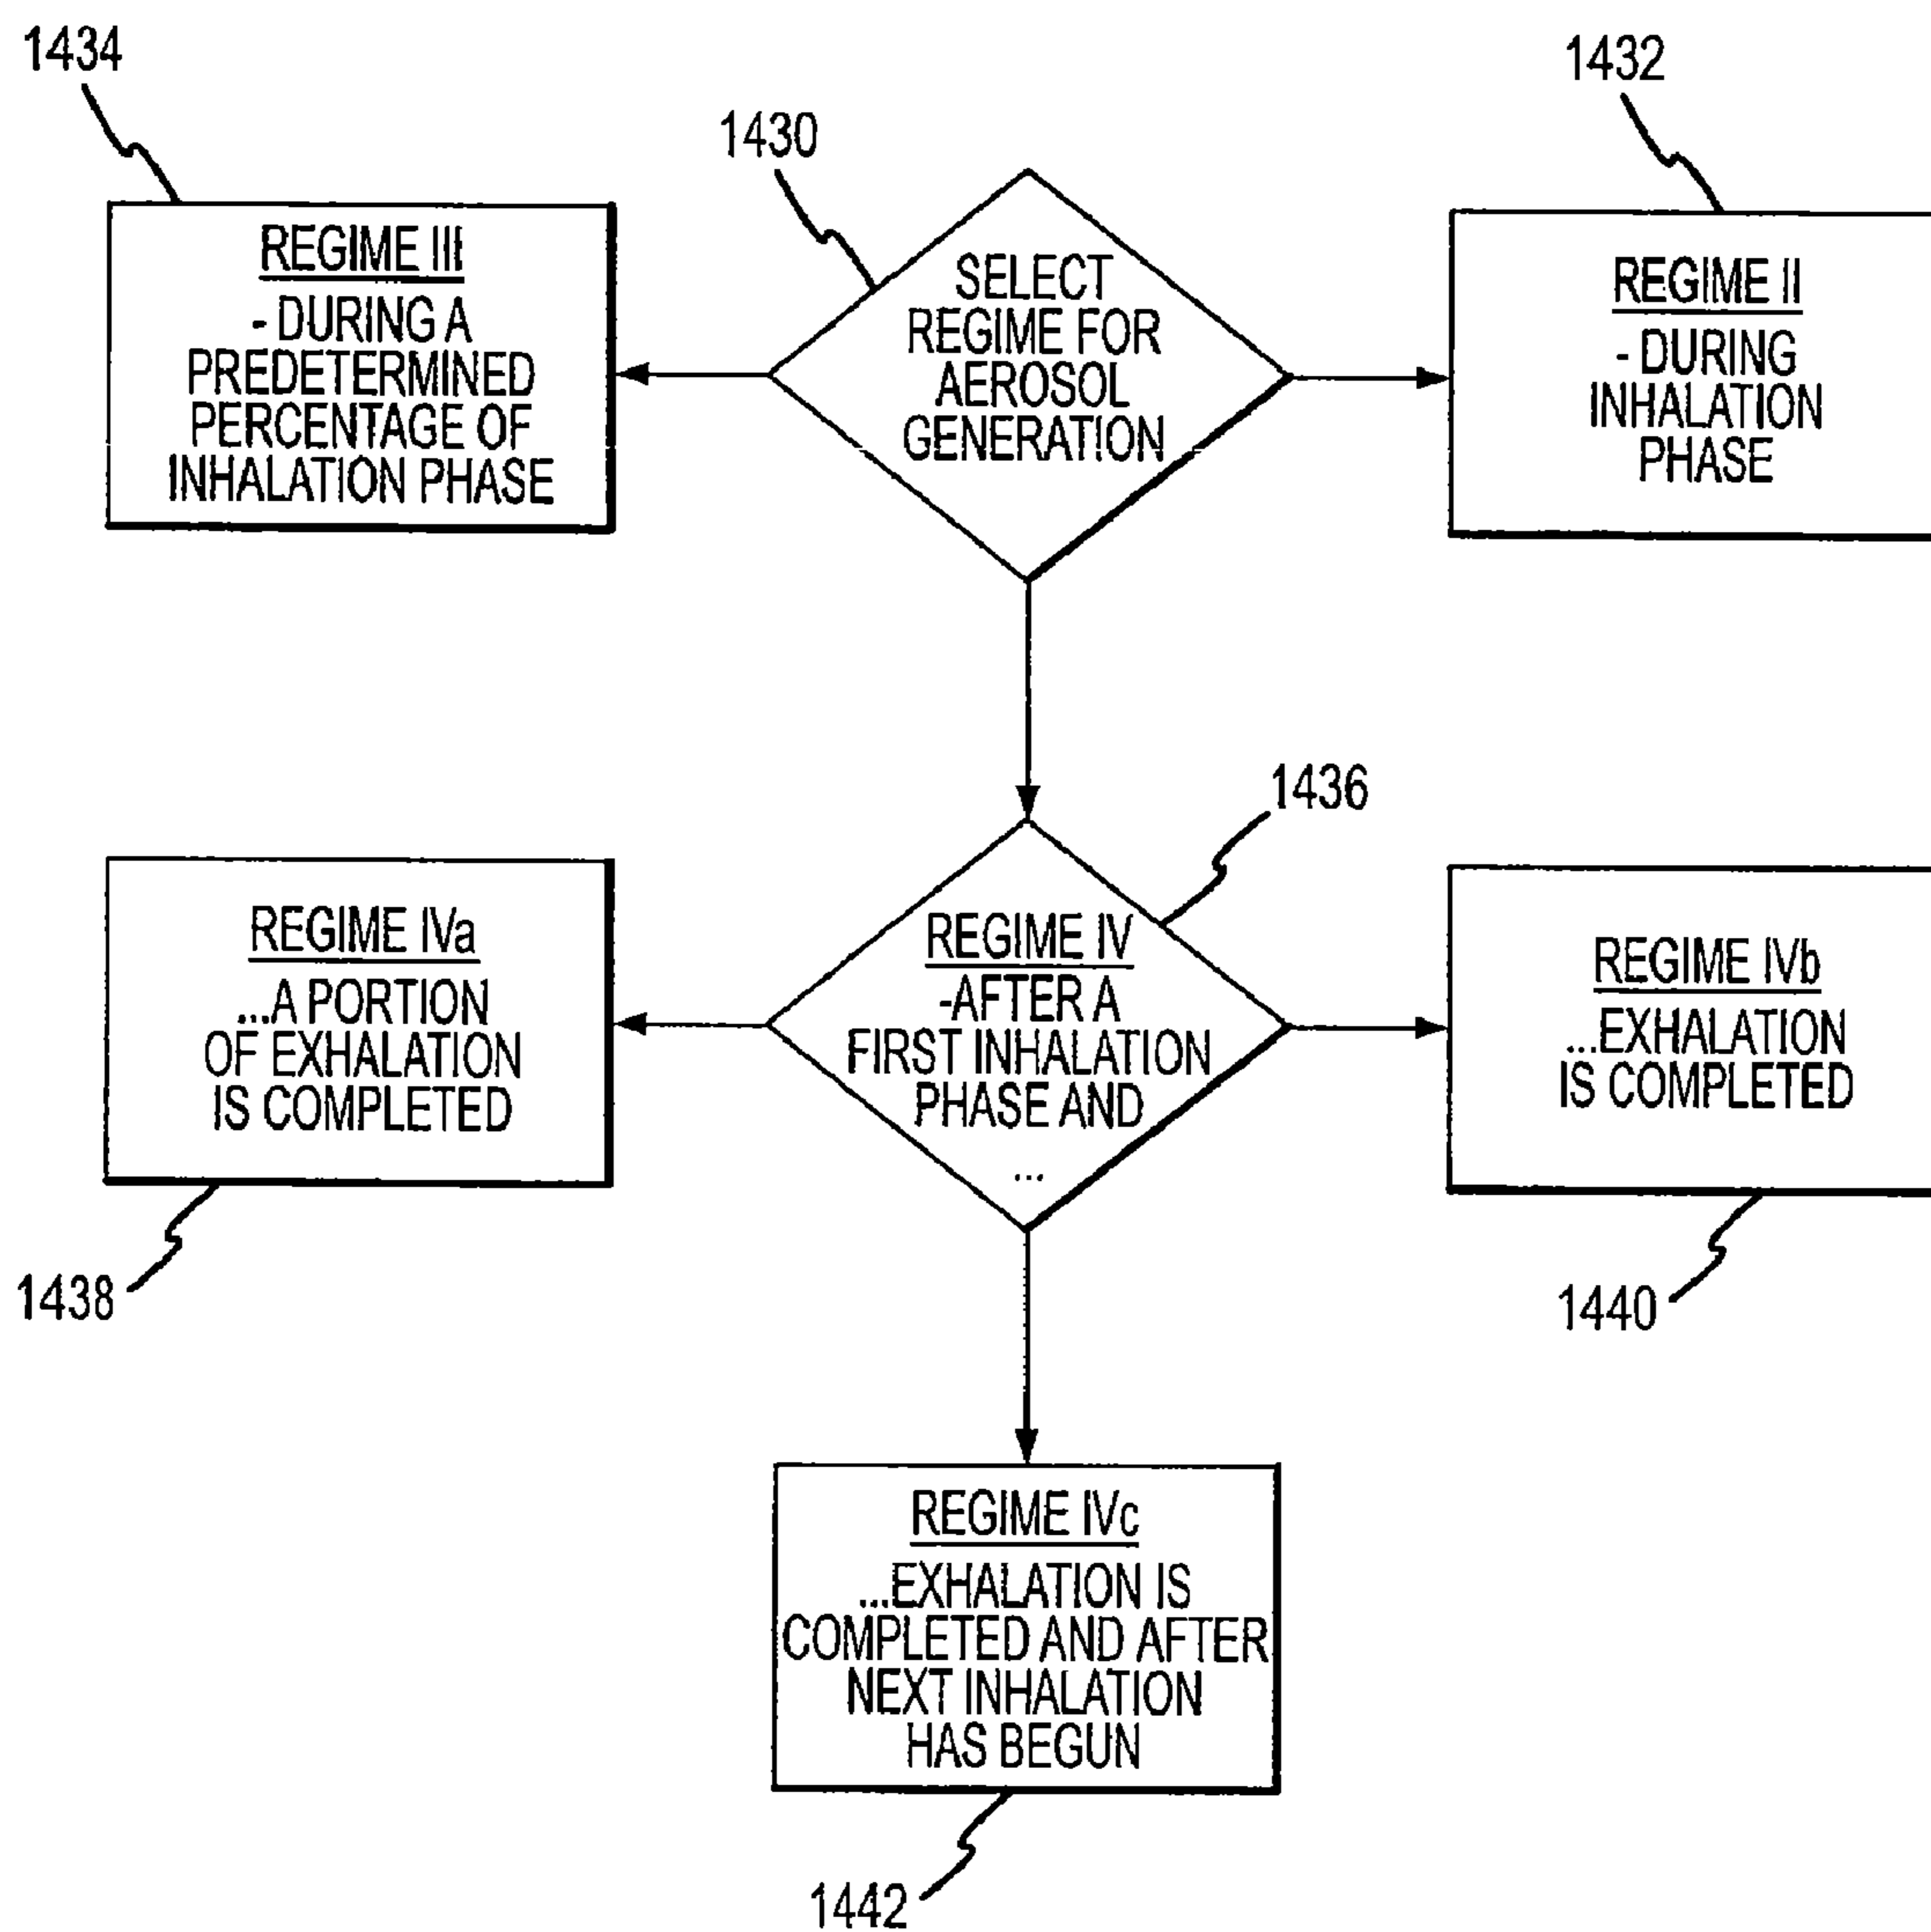 1434
1432
1430
REGIME III
- DURING A
PREDETERMINED
PERCENTAGE OF
INHALATION PHASE
SELECT
REGIME FOR
AEROSOL
GENERATION
REGIME II
- DURING
INHALATION
PHASE
1436
REGIME IVa
...A PORTION
OF EXHALATION
IS COMPLETED
REGIME IV
-AFTER A
FIRST INHALATION
PHASE AND
...
REGIME IVb
...EXHALATION
IS COMPLETED
1438
1440
REGIME IVc
...EXHALATION IS
COMPLETED AND AFTER
NEXT INHALATION
HAS BEGUN
1442